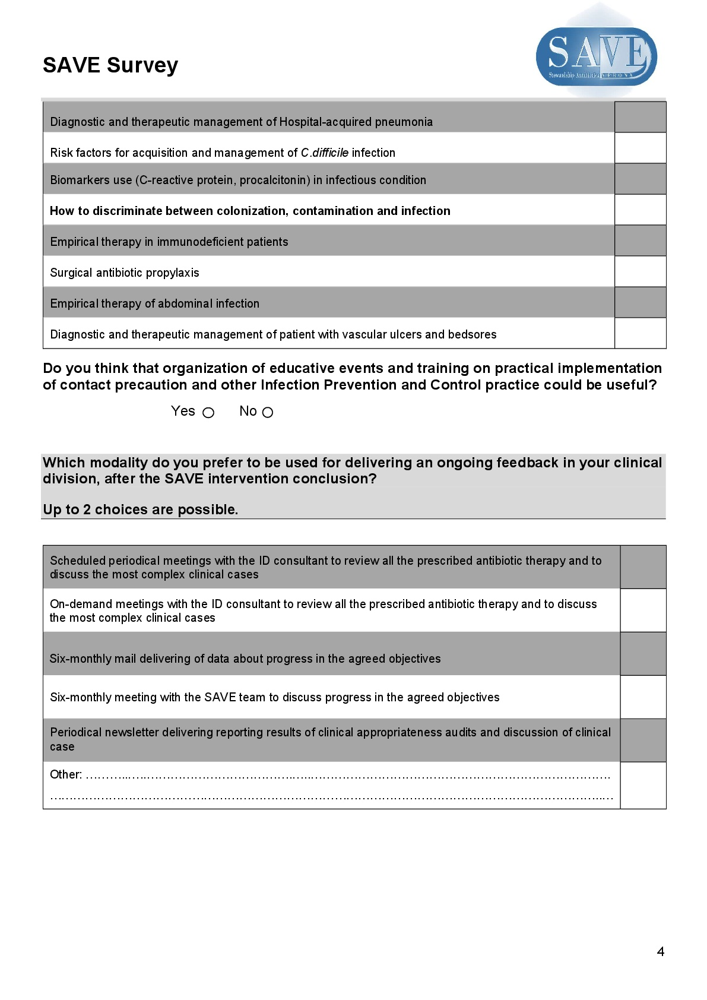 SAVE Survey
SAVE
Stewardship Antibiotics VERONA
Diagnostic and therapeutic management of Hospital-acquired pneumonia
Risk factors for acquisition and management of C.difficile infection
Biomarkers use (C-reactive protein, procalcitonin) in infectious condition
How to discriminate between colonization, contamination and infection
Empirical therapy in immunodeficient patients
Surgical antibiotic propylaxis
Empirical therapy of abdominal infection
Diagnostic and therapeutic management of patient with vascular ulcers and bedsores
Do you think that organization of educative events and training on practical implementation
of contact precaution and other Infection Prevention and Control practice could be useful?
Yes No
Which modality do you prefer to be used for delivering an ongoing feedback in your clinical
division, after the SAVE intervention conclusion?
Up to 2 choices are possible.
Scheduled periodical meetings with the ID consultant to review all the prescribed antibiotic therapy and to
discuss the most complex clinical cases
On-demand meetings with the ID consultant to review all the prescribed antibiotic therapy and to discuss
the most complex clinical cases
Six-monthly mail delivering of data about progress in the agreed objectives
Six-monthly meeting with the SAVE team to discuss progress in the agreed objectives
Periodical newsletter delivering reporting results of clinical appropriateness audits and discussion of clinical
case
Other: ………..…..……………………………….…..……………………………………………………………….
………………………………..……………………………………………………………………………………..…
4